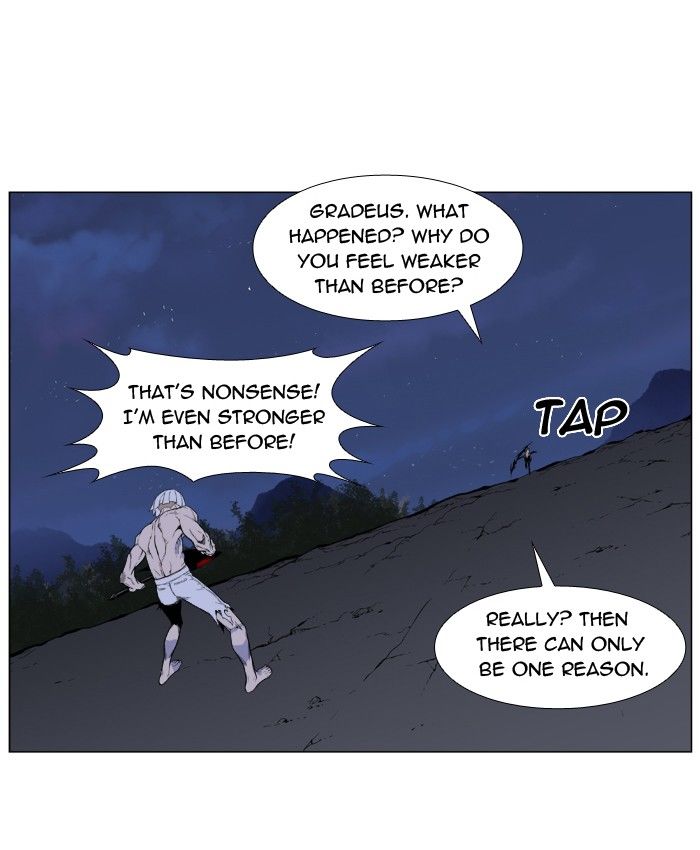 GRADEUS, WHAT
HAPPENED? WHY DO
YOU FEEL WEAKER
THAN BEFORE?
THAT'S NONSENSE!
I'M EVEN STRONGER
THAN BEFORE!
TAP
REALLY? THEN
THERE CAN ONLY
BE ONE REASON.